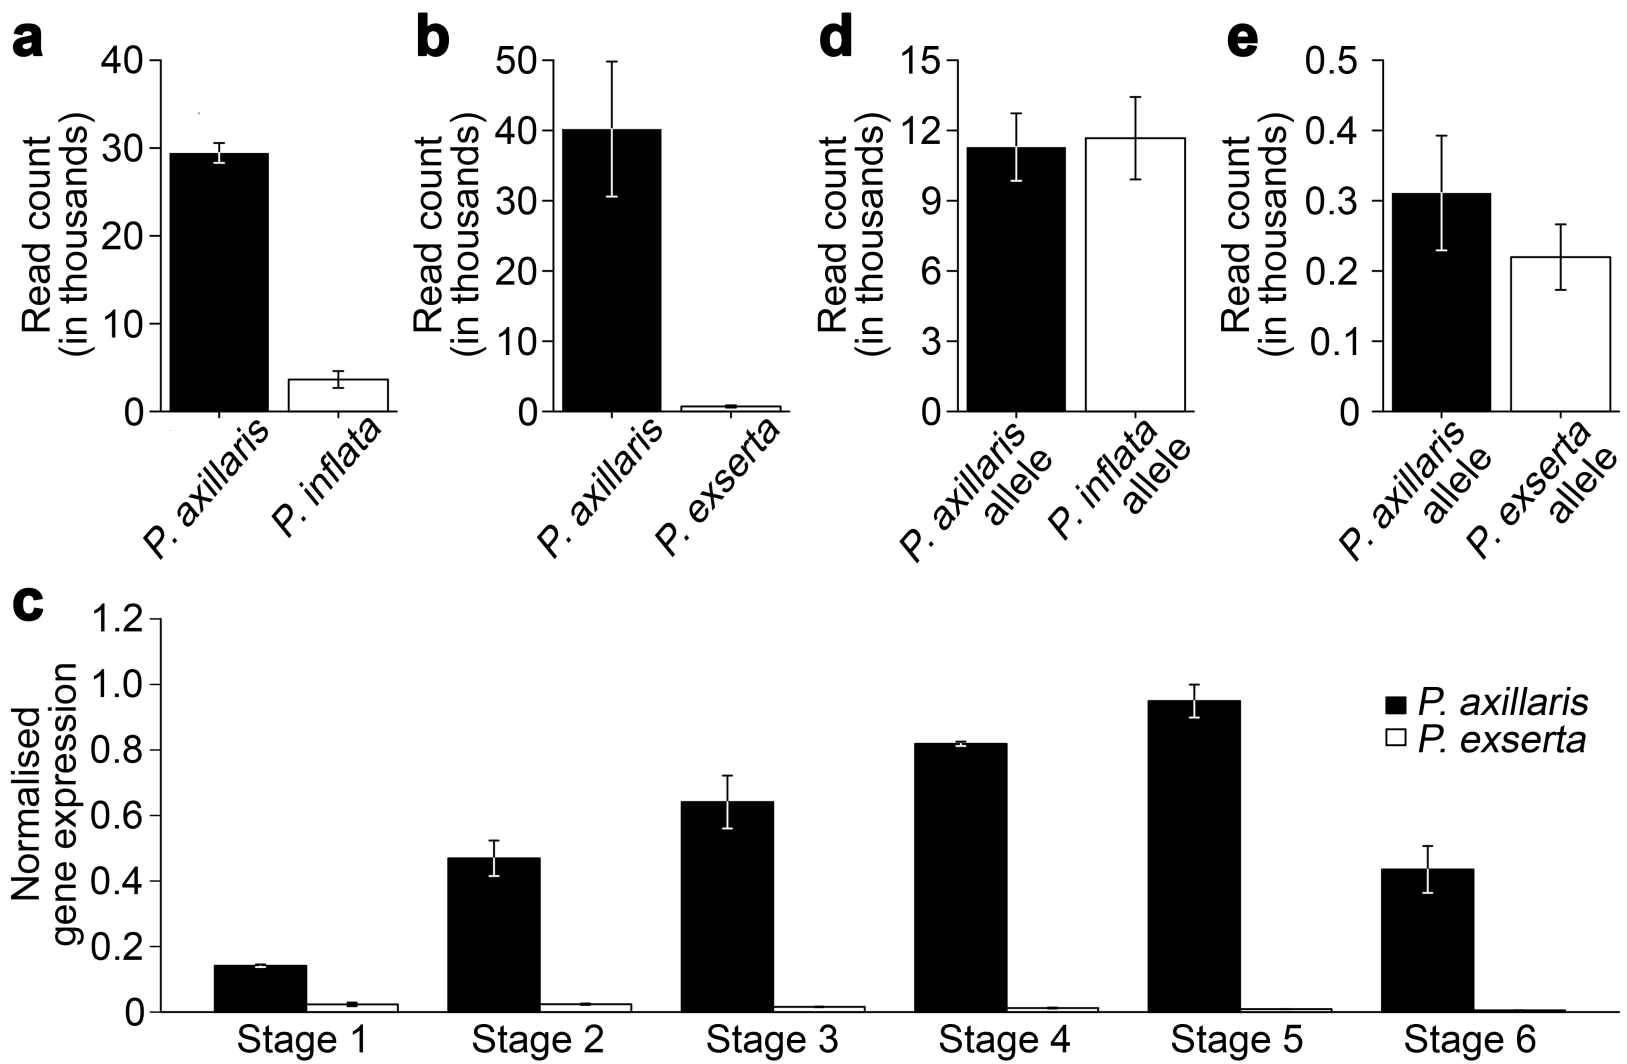 a
40
30
20
10
0
Read count
(in thousands)
P. axillaris
P. inflata
b
50
40
30
20
10
0
Read count
(in thousands)
P. axillaris
P. exserta
d
15
12
9
6
3
0
Read count
(in thousands)
P. axillaris
allele
P. inflata
allele
e
0.5
0.4
0.3
0.2
0.1
0
Read count
(in thousands)
P. axillaris
allele
P. exserta
allele
c
1.2
1.0
0.8
0.6
0.4
0.2
0
Normalised
gene expression
P. axillaris
P. exserta
Stage 1
Stage 2
Stage 3
Stage 4
Stage 5
Stage 6